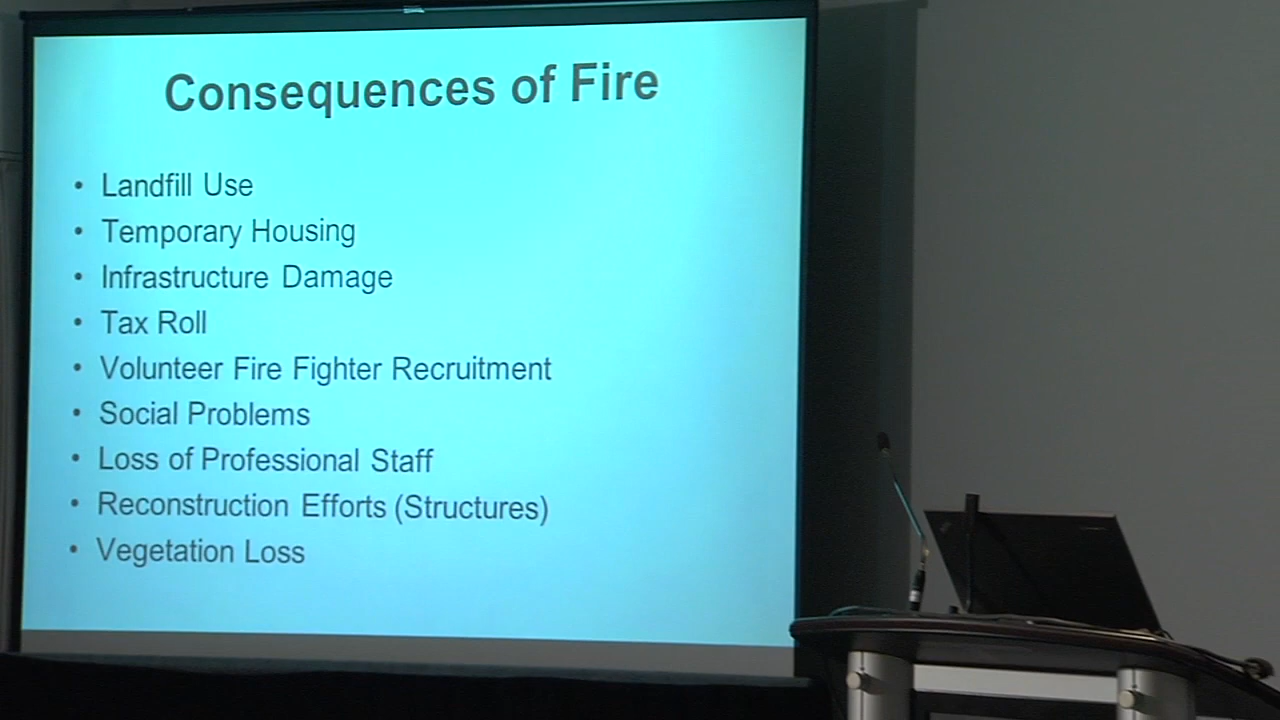 Consequences of Fire
• Landfill Use
• Temporary Housing
• Infrastructure Damage
• Tax Roll
• Volunteer Fire Fighter Recruitment
• Social Problems
• Loss of Professional Staff
• Reconstruction Efforts (Structures)
• Vegetation Loss